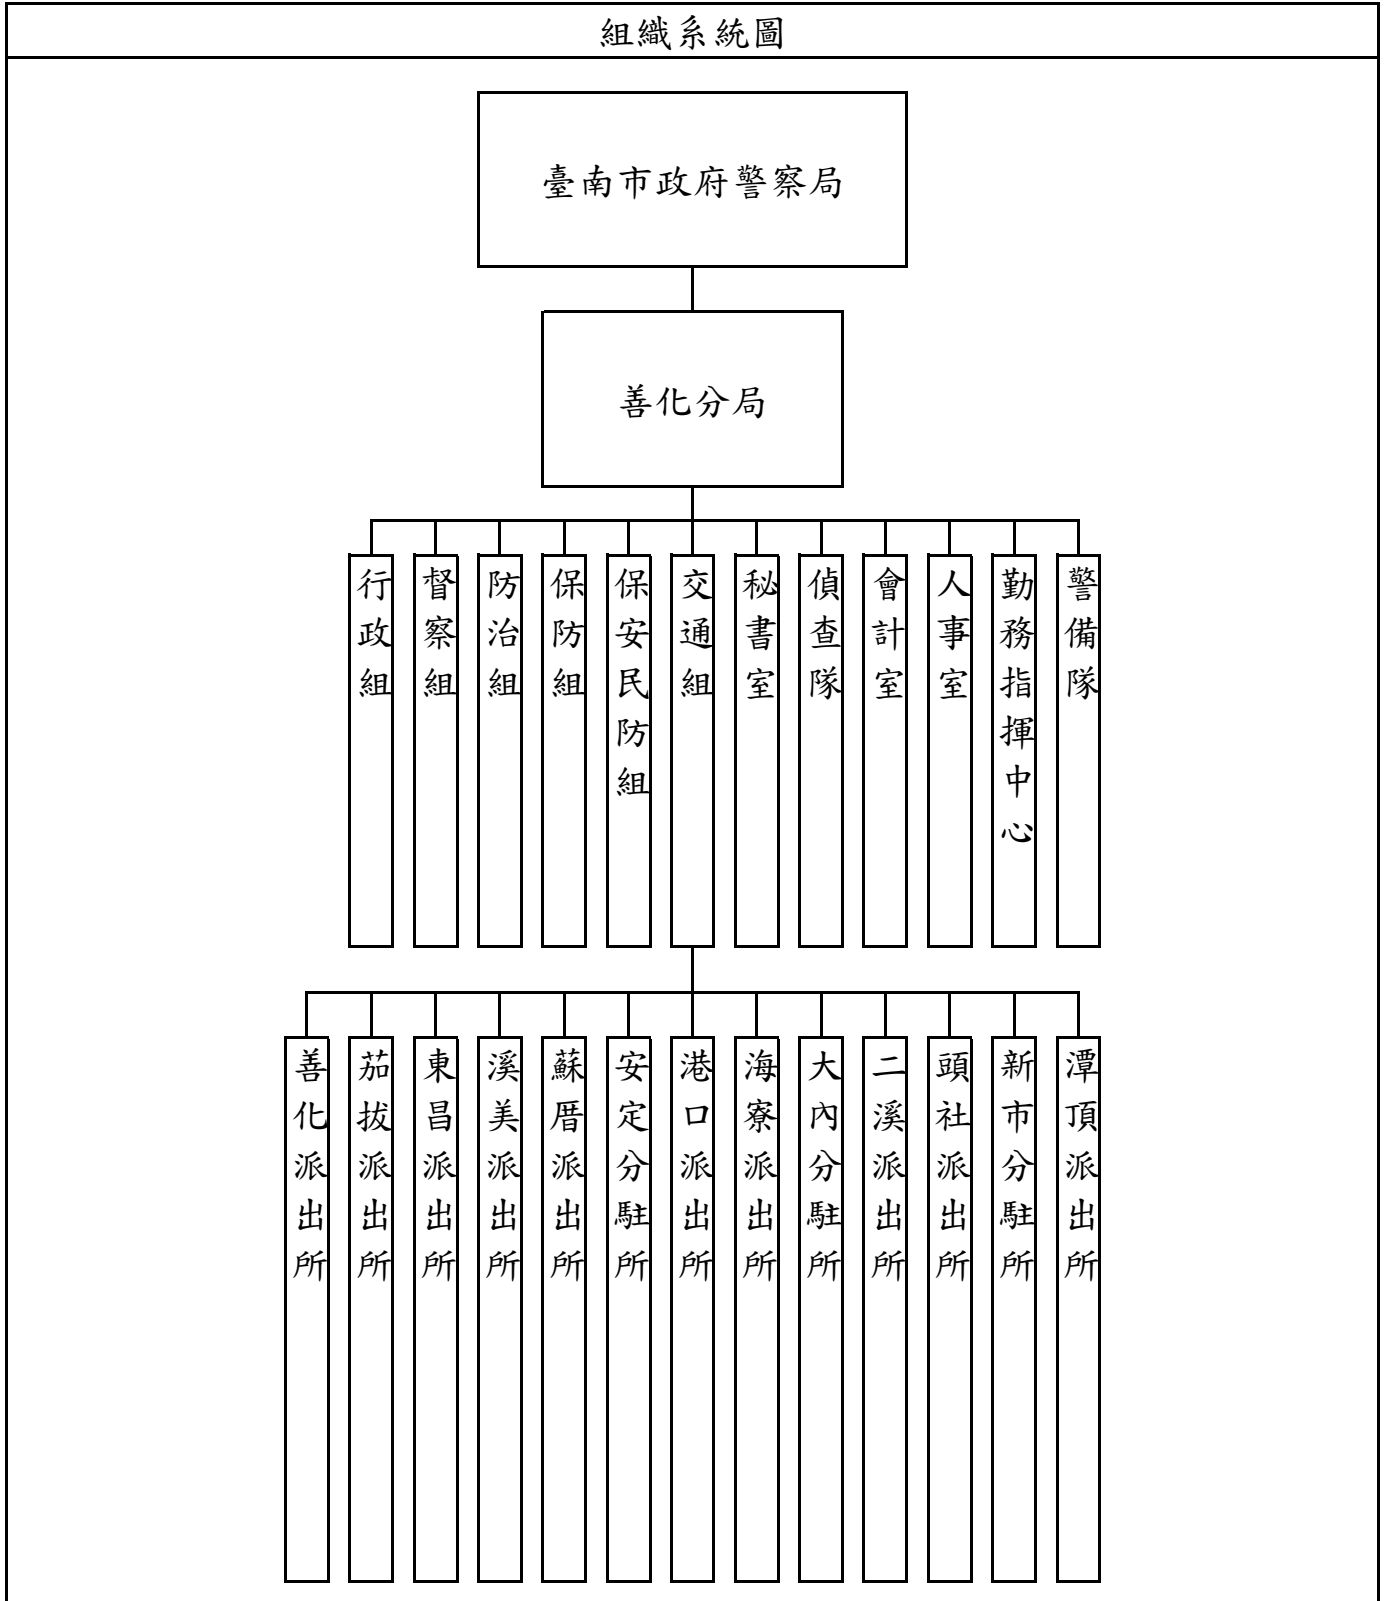 組織系統圖
臺南市政府警察局
善化分局
行政組
督察組
防治組
保防組
保安民防組
交通組
秘書室
偵查隊
會計室
人事室
勤務指揮中心
警備隊
善化派出所
茄拔派出所
東昌派出所
溪美派出所
蘇厝派出所
安定分駐所
港口派出所
海寮派出所
大內分駐所
二溪派出所
頭社派出所
新市分駐所
潭頂派出所